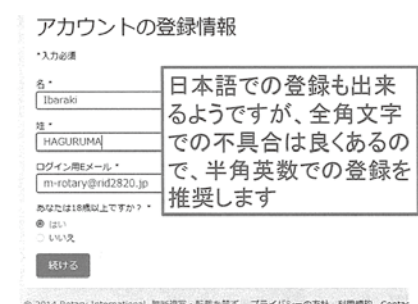 アカウントの登録情報
*入力必須
名 *
Ibaraki
姓 *
HAGURUMA
ログイン用Eメール *
m-rotary@rid2820.jp
あなたは18歳以上ですか? *
はい
いいえ
続ける
日本語での登録も出来
るようですが、全角文字
での不具合は良くあるの
で、半角英数での登録を
推奨します
© 2014 Rotary International. 無断複写・転載を禁ず プライバシーの方針 利用規約